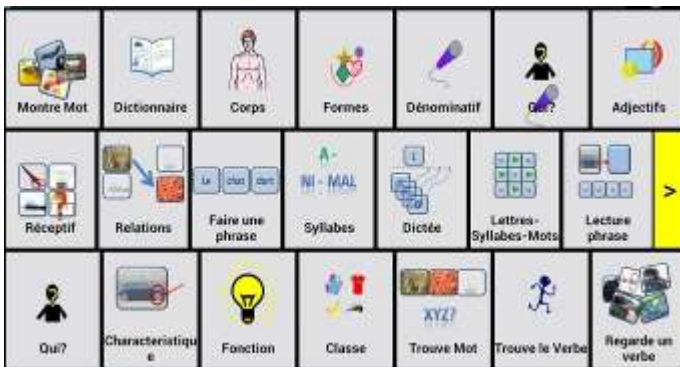 Montre Mot
Dictionnaire
Corps
Formes
Dénominatif
Qui?
Adjectifs
Réceptif
Relations
Le chat dort
Faire une
phrase
A-
NI - MAL
Syllabes
Dictée
Lettres-
Syllabes-Mots
Lecture
phrase
>
Qui?
Characteristiqu
e
Fonction
Classe
XYZ?
Trouve Mot
Trouve le Verbe
Regarde un
verbe